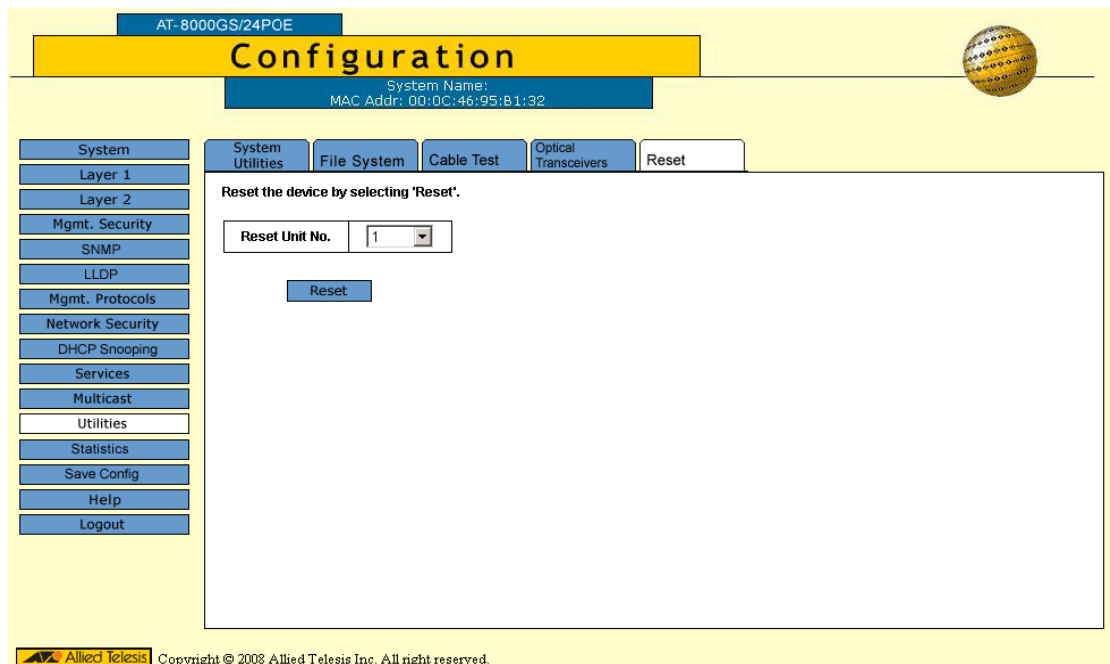 AT-8000GS/24POE
Configuration
System Name:
MAC Addr: 00:0C:46:95:B1:32
System
Layer 1
Layer 2
Mgmt. Security
SNMP
LLDP
Mgmt. Protocols
Network Security
DHCP Snooping
Services
Multicast
Utilities
Statistics
Save Config
Help
Logout
System Utilities
File System
Cable Test
Optical Transceivers
Reset
Reset the device by selecting 'Reset'.
Reset Unit No.
1
Reset
Allied Telesis
Copyright © 2008 Allied Telesis Inc. All right reserved.